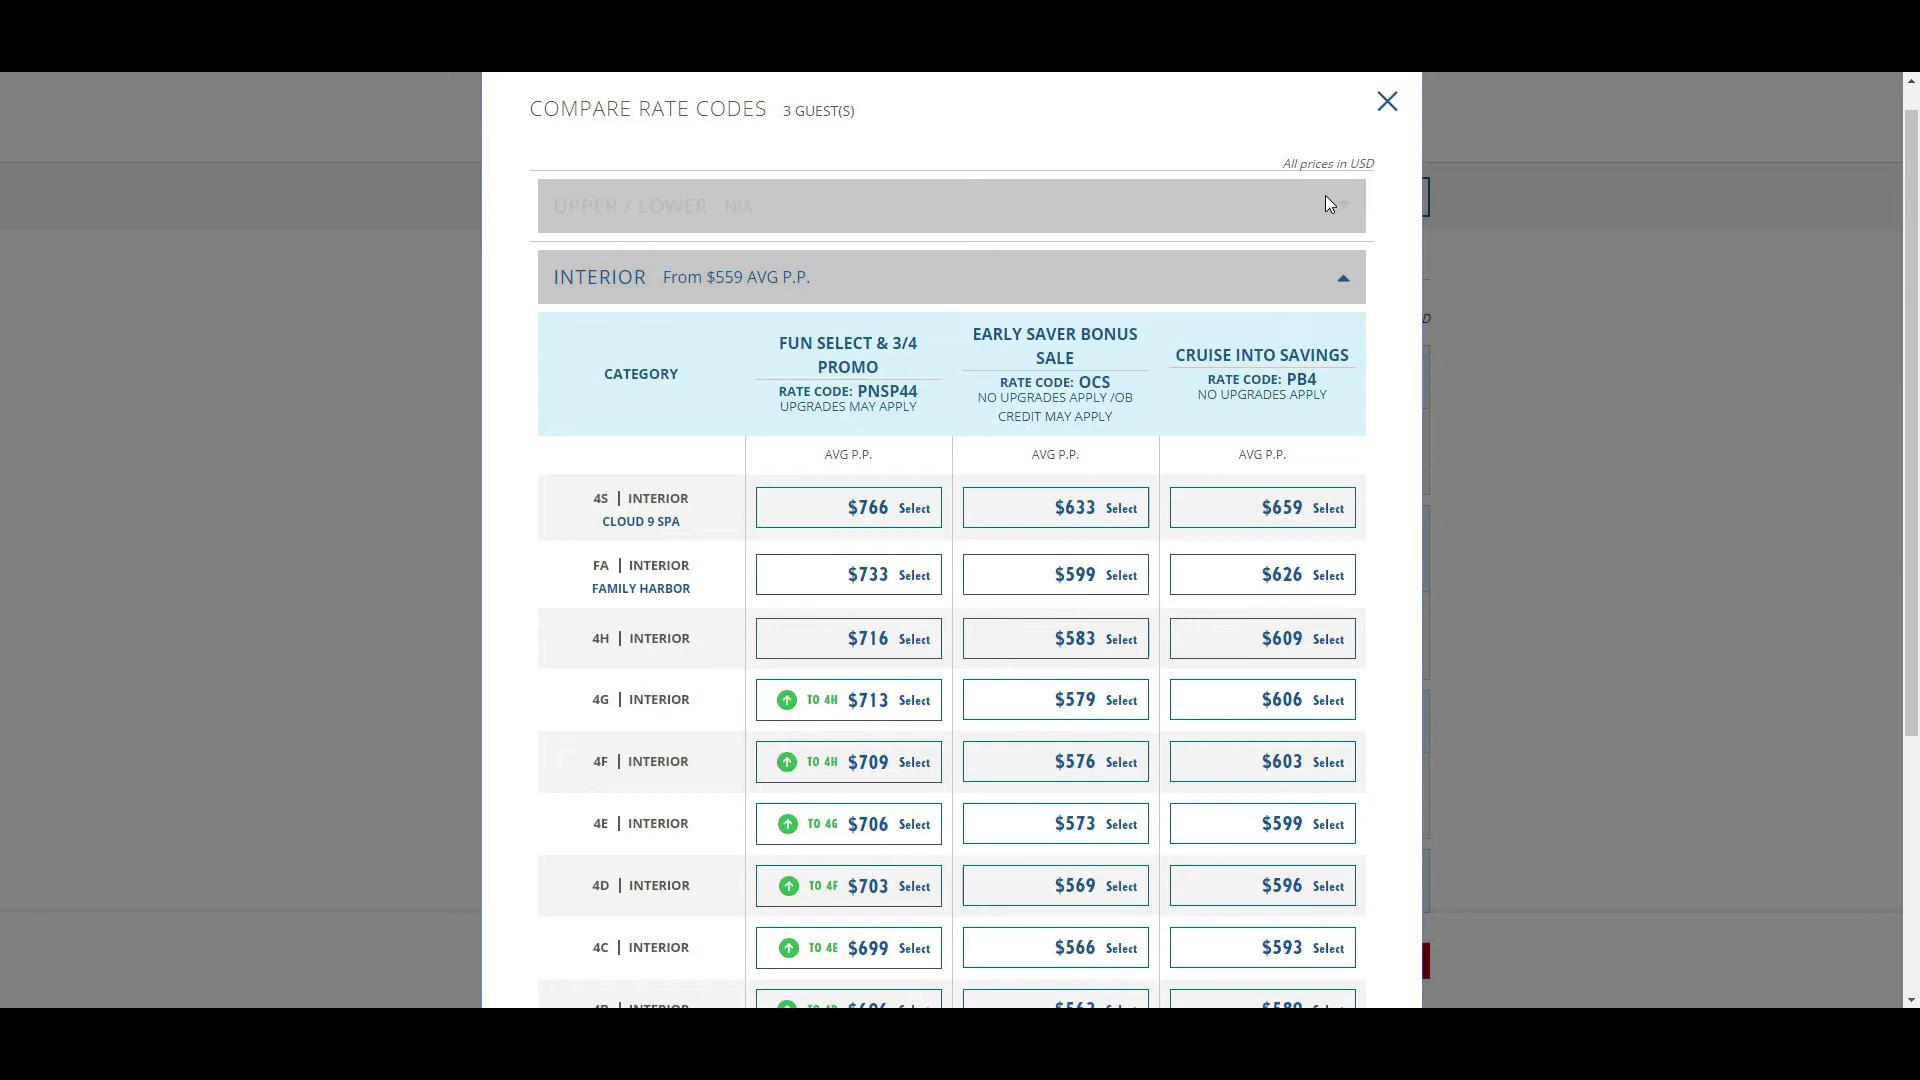 COMPARE RATE CODES 3 GUEST(S)
All prices in USD
UPPER / LOWER N/A
INTERIOR From $559 AVG P.P.
CATEGORY
FUN SELECT & 3/4
PROMO
RATE CODE: PNSP44
UPGRADES MAY APPLY
EARLY SAVER BONUS
SALE
RATE CODE: OCS
NO UPGRADES APPLY /OB
CREDIT MAY APPLY
CRUISE INTO SAVINGS
RATE CODE: PB4
NO UPGRADES APPLY
AVG P.P. AVG P.P. AVG P.P.
4S | INTERIOR
CLOUD 9 SPA
$766 Select $633 Select $659 Select
FA | INTERIOR
FAMILY HARBOR
$733 Select $599 Select $626 Select
4H | INTERIOR $716 Select $583 Select $609 Select
4G | INTERIOR TO 4H $713 Select $579 Select $606 Select
4F | INTERIOR TO 4H $709 Select $576 Select $603 Select
4E | INTERIOR TO 4G $706 Select $573 Select $599 Select
4D | INTERIOR TO 4F $703 Select $569 Select $596 Select
4C | INTERIOR TO 4E $699 Select $566 Select $593 Select